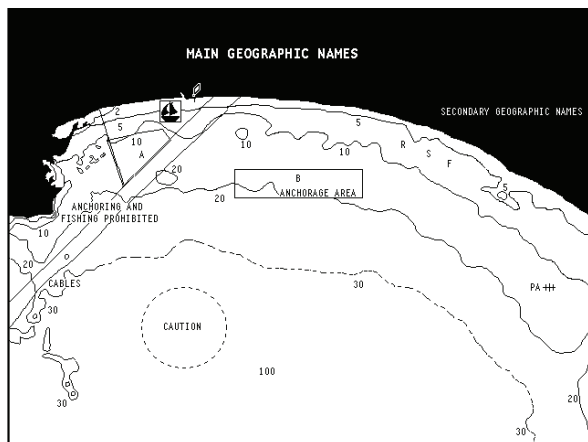 MAIN GEOGRAPHIC NAMES
SECONDARY GEOGRAPHIC NAMES
2
5
5
10
A
10
10
R S F
20
B
ANCHORAGE AREA
20
5
ANCHORING AND
FISHING PROHIBITED
10
20
CABLES
30
30
PA
CAUTION
100
30
20
30